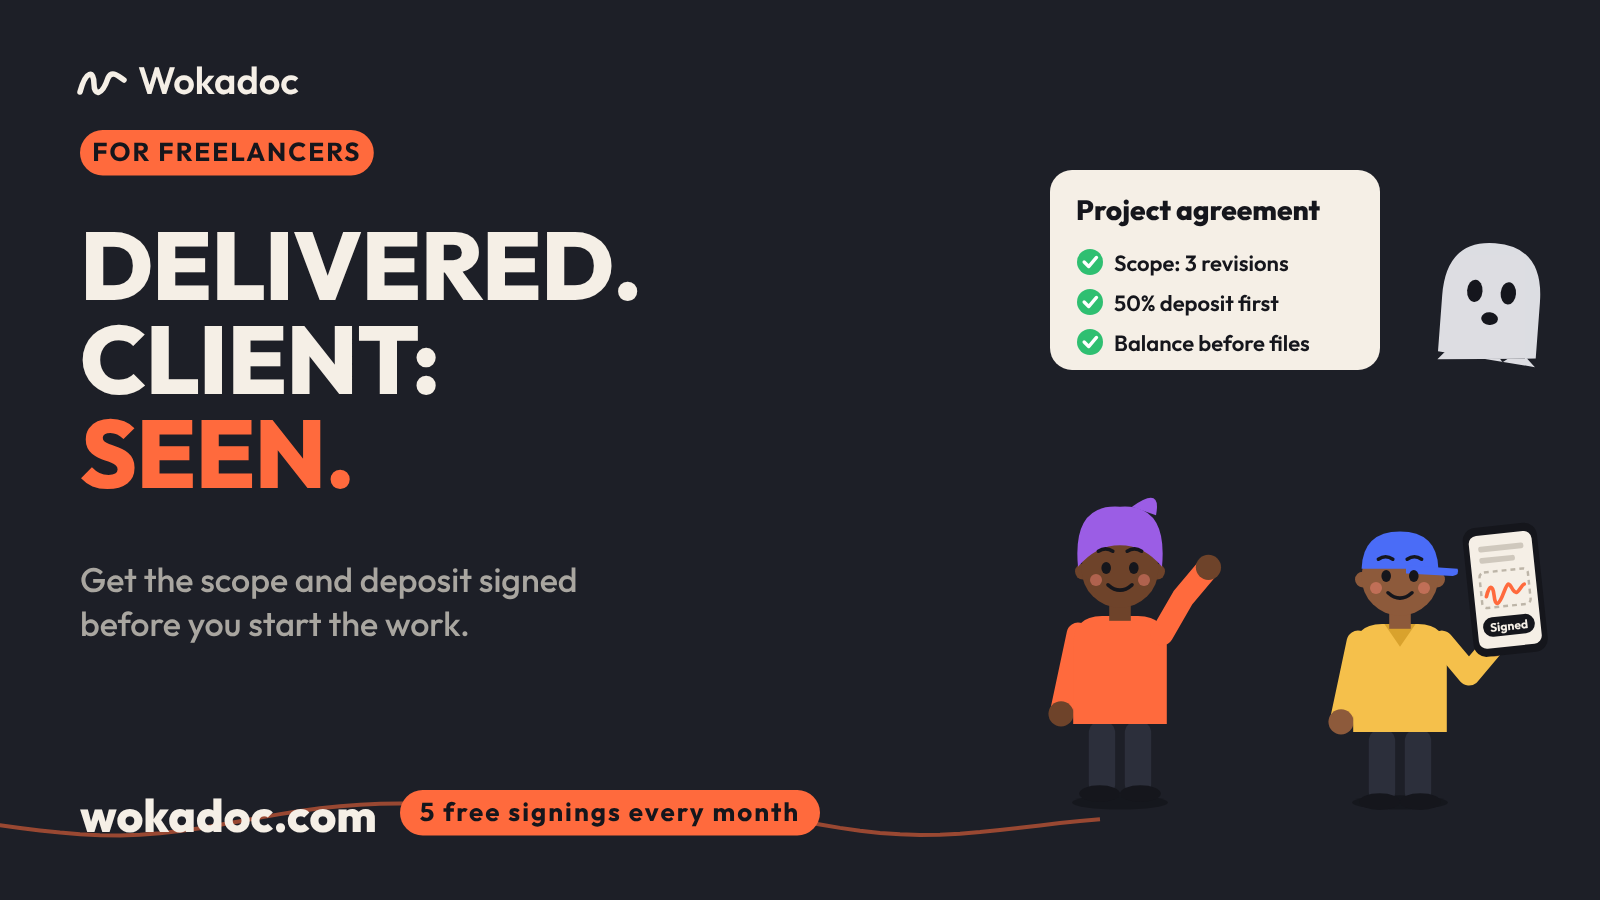 Wokadoc
FOR FREELANCERS
DELIVERED.
CLIENT:
SEEN.
Get the scope and deposit signed
before you start the work.
wokadoc.com
5 free signings every month
Project agreement
Scope: 3 revisions
50% deposit first
Balance before files
Signed